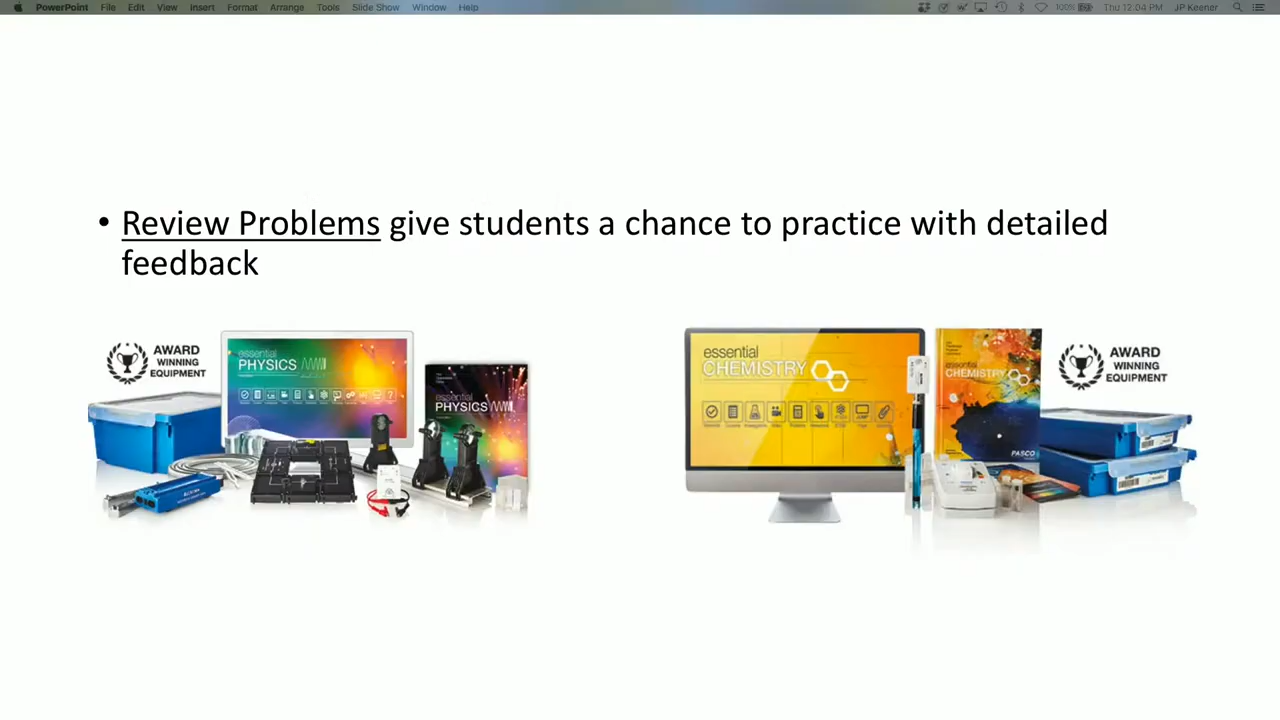 PowerPoint File Edit View Insert Format Arrange Tools Slide Show Window Help 100% Thu 12:04 PM JP Keener
• Review Problems give students a chance to practice with detailed
feedback
AWARD
WINNING
EQUIPMENT
essential
PHYSICS
essential
PHYSICS
essential
CHEMISTRY
essential
CHEMISTRY
PASCO
AWARD
WINNING
EQUIPMENT